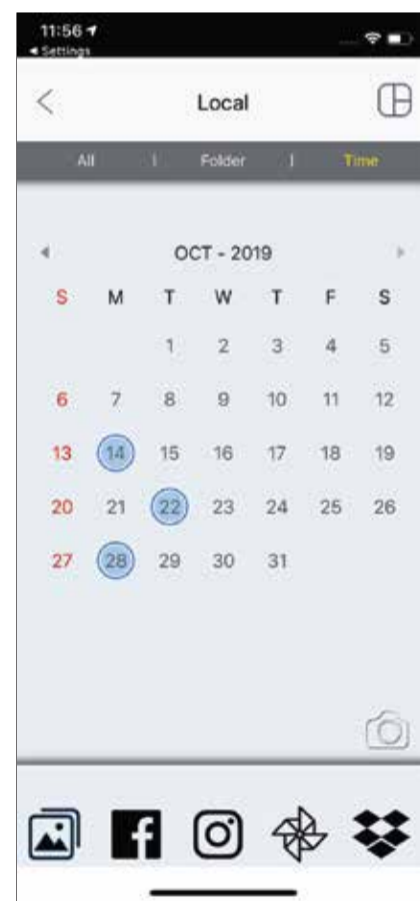 11:56
◀ Settings
Local
All | Folder | Time
OCT - 2019
S M T W T F S
1 2 3 4 5
6 7 8 9 10 11 12
13 14 15 16 17 18 19
20 21 22 23 24 25 26
27 28 29 30 31